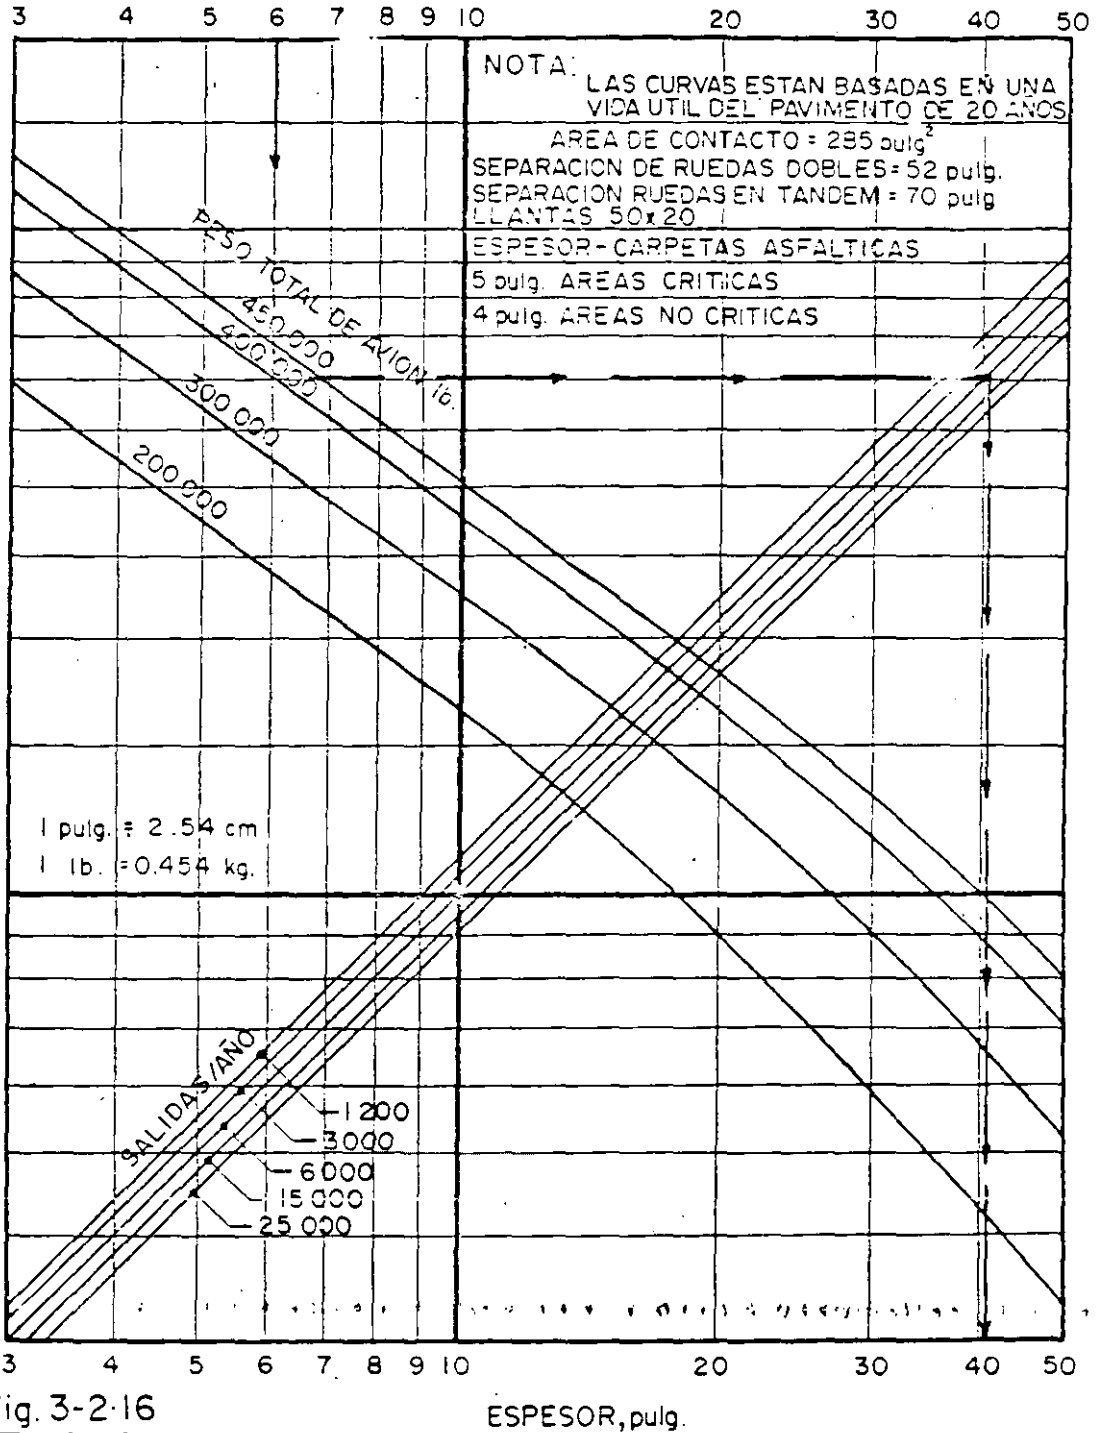 3 4 5 6 7 8 9 10 20 30 40 50
NOTA:
LAS CURVAS ESTAN BASADAS EN UNA
VIDA UTIL DEL PAVIMENTO DE 20 AÑOS
AREA DE CONTACTO = 285 pulg²
SEPARACION DE RUEDAS DOBLES = 52 pulg.
SEPARACION RUEDAS EN TANDEM = 70 pulg
LLANTAS 50x20
ESPESOR-CARPETAS ASFALTICAS
5 pulg. AREAS CRITICAS
4 pulg. AREAS NO CRITICAS
PESO TOTAL DE AVION lb.
450.000
400'000
300 000
200.000
1 pulg. = 2.54 cm
1 lb. = 0.454 kg.
SALIDAS/AÑO
1 200
3000
6000
15 000
25 000
3 4 5 6 7 8 9 10 20 30 40 50
ig. 3-2-16
ESPESOR, pulg.